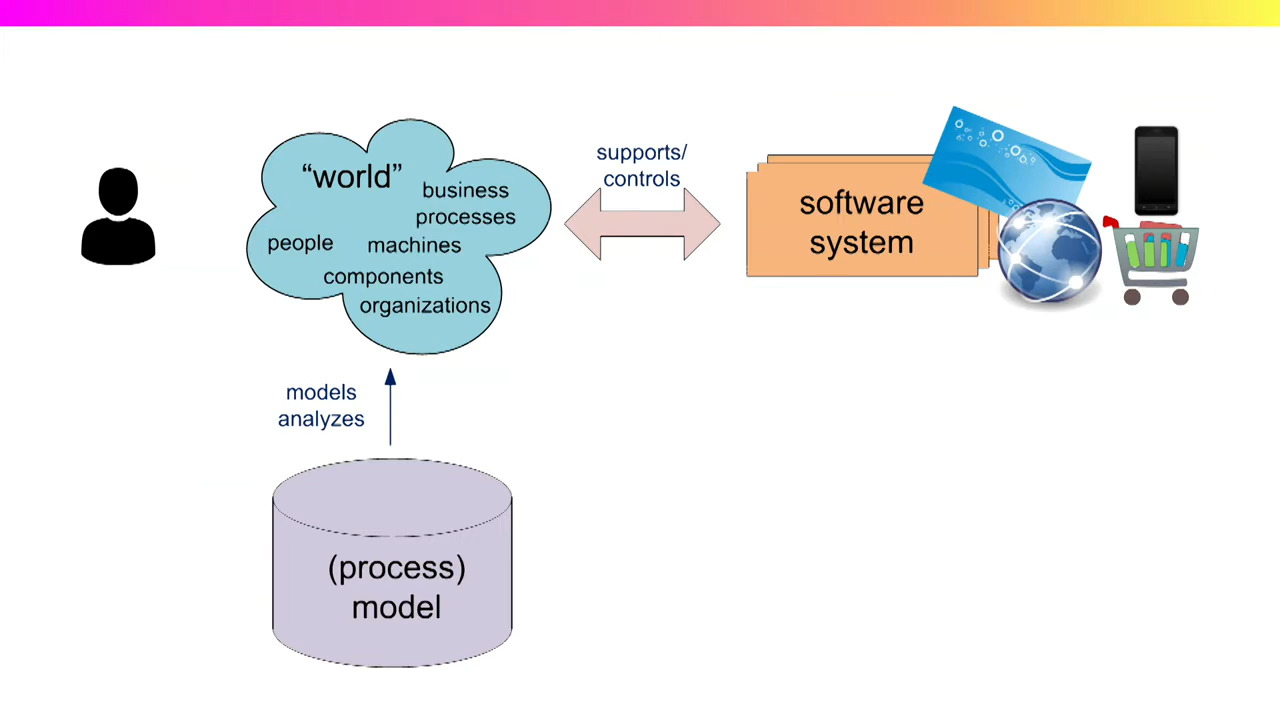 “world”
business
processes
people
machines
components
organizations
supports/
controls
software
system
models
analyzes
(process)
model